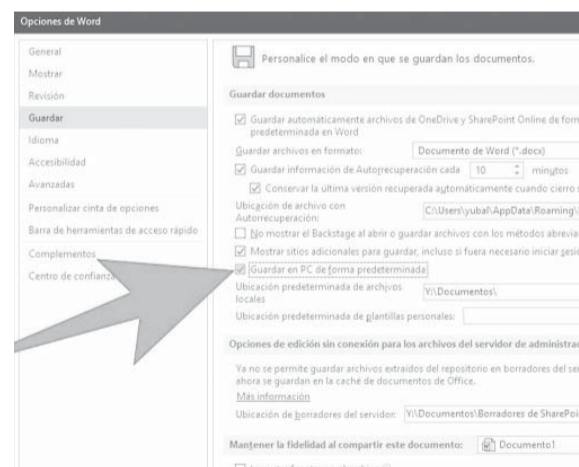 Opciones de Word
General
Mostrar
Revisión
Guardar
Idioma
Accesibilidad
Avanzadas
Personalizar cinta de opciones
Barra de herramientas de acceso rápido
Complementos
Centro de confianza
Personalice el modo en que se guardan los documentos.
Guardar documentos
Guardar automáticamente archivos de OneDrive y SharePoint Online de form
predeterminada en Word
Guardar archivos en formato: Documento de Word (*.docx)
Guardar información de Autorrecuperación cada 10 minutos
Conservar la última versión recuperada automáticamente cuando cierro s
Ubicación de archivo con
Autorrecuperación: C:\Users\yubal\AppData\Roaming\
No mostrar el Backstage al abrir o guardar archivos con los métodos abrevia
Mostrar sitios adicionales para guardar, incluso si fuera necesario iniciar sesió
Guardar en PC de forma predeterminada
Ubicación predeterminada de archivos
locales Y:\Documentos\
Ubicación predeterminada de plantillas personales:
Opciones de edición sin conexión para los archivos del servidor de administrac
Ya no se permite guardar archivos extraídos del repositorio en borradores del ser
ahora se guardan en la caché de documentos de Office.
Más información
Ubicación de borradores del servidor: Y:\Documentos\Borradores de SharePoi
Mantener la fidelidad al compartir este documento: Documento1